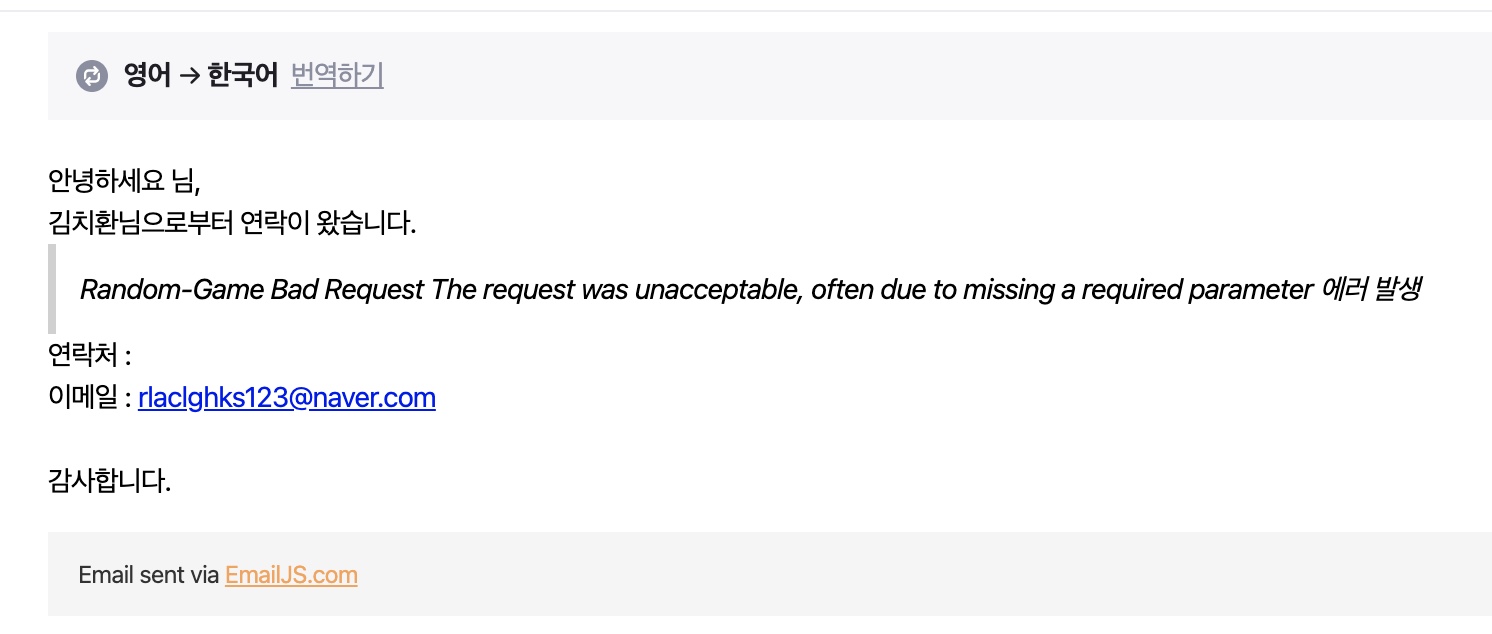 영어 → 한국어 번역하기
안녕하세요 님,
김치환님으로부터 연락이 왔습니다.
Random-Game Bad Request The request was unacceptable, often due to missing a required parameter 에러 발생
연락처 :
이메일 : rlaclghks123@naver.com
감사합니다.
Email sent via EmailJS.com